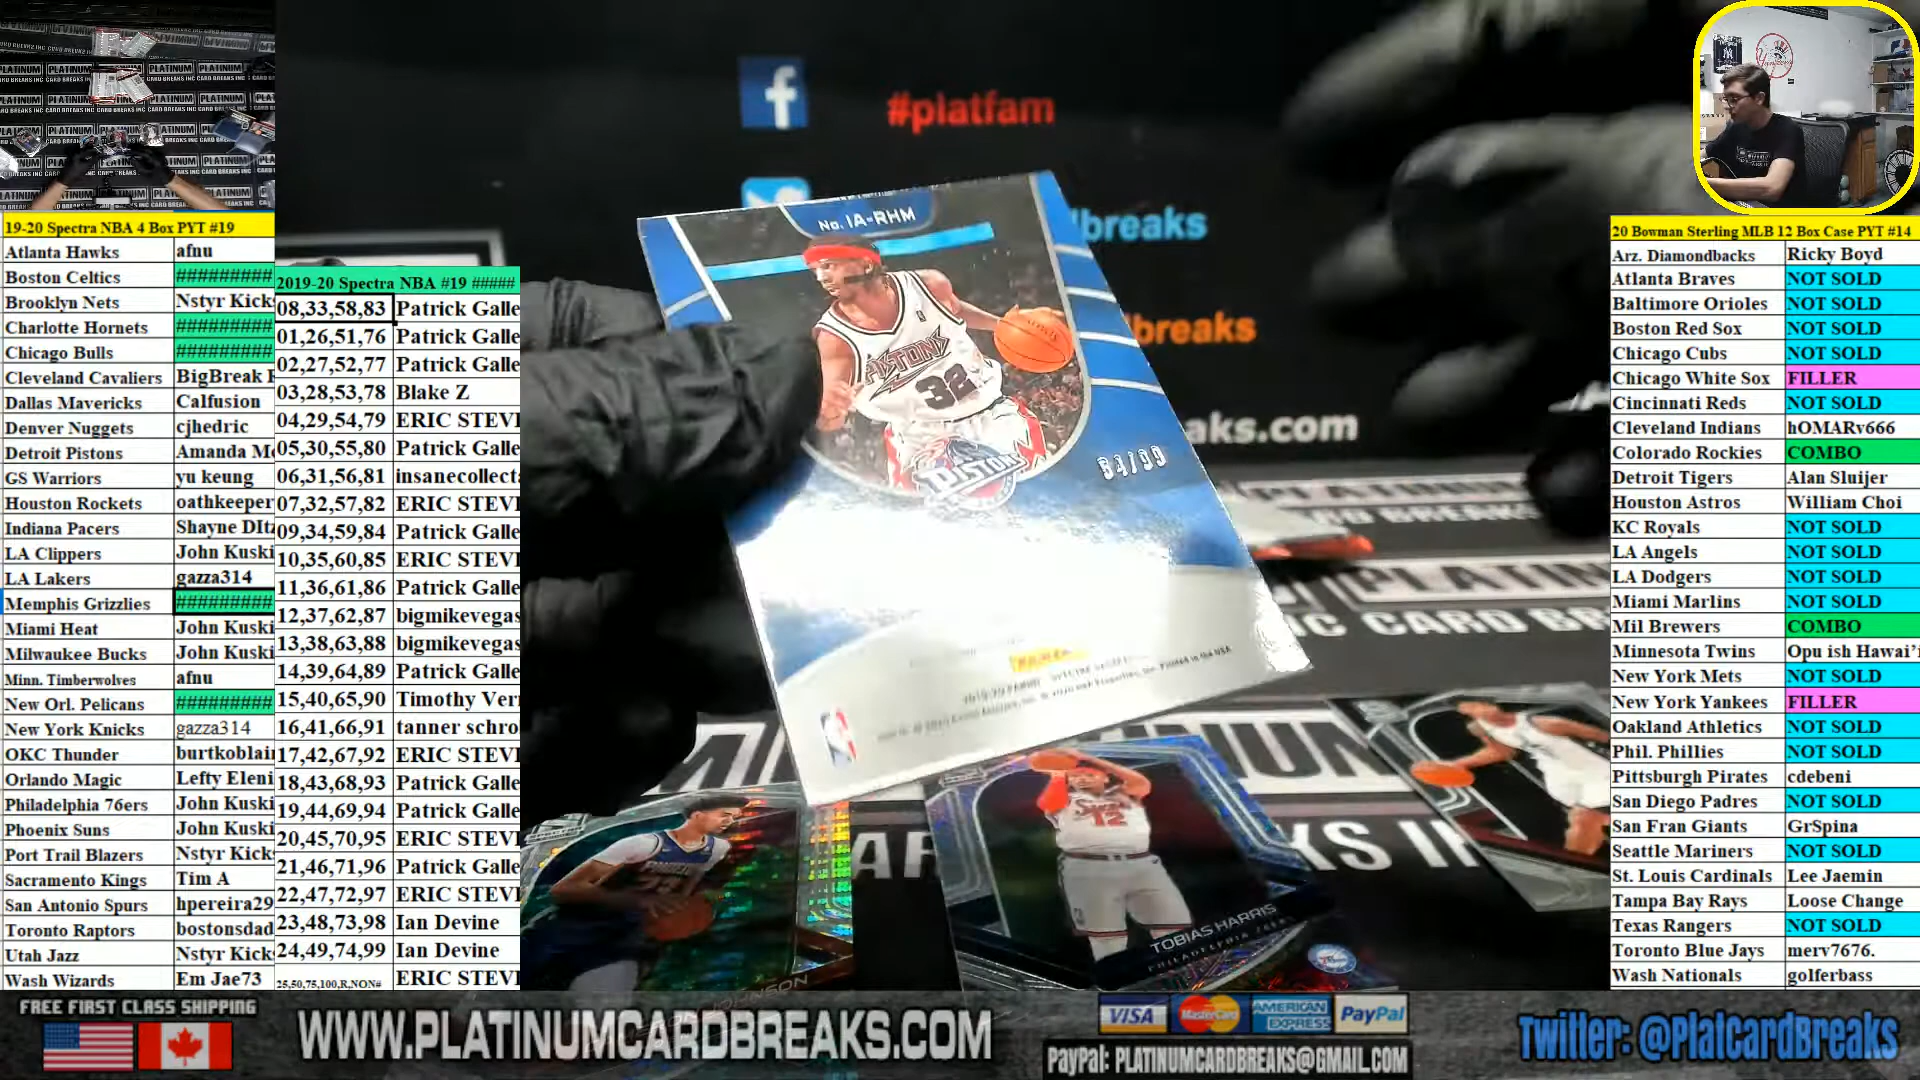 19-20 Spectra NBA 4 Box PYT #19
Atlanta Hawks afnu
Boston Celtics #########
Brooklyn Nets Nstyr Kicks
Charlotte Hornets #########
Chicago Bulls #########
Cleveland Cavaliers BigBreak
Dallas Mavericks Calfusion
Denver Nuggets cjhedric
Detroit Pistons Amanda
GS Warriors yu keung
Houston Rockets oathkeeper
Indiana Pacers Shayne DItz
LA Clippers John Kuski
LA Lakers gazza314
Memphis Grizzlies #########
Miami Heat John Kuski
Milwaukee Bucks John Kuski
Minn. Timberwolves afnu
New Orl. Pelicans #########
New York Knicks gazza314
OKC Thunder burtkoblai
Orlando Magic Lefty Eleni
Philadelphia 76ers John Kuski
Phoenix Suns John Kuski
Port Trail Blazers Nstyr Kicks
Sacramento Kings Tim A
San Antonio Spurs hpereira29
Toronto Raptors bostonsdad
Utah Jazz Nstyr Kicks
Wash Wizards Em Jae73
2019-20 Spectra NBA #19 #####
08,33,58,83 Patrick Galle
01,26,51,76 Patrick Galle
02,27,52,77 Patrick Galle
03,28,53,78 Blake Z
04,29,54,79 ERIC STEVE
05,30,55,80 Patrick Galle
06,31,56,81 insanecollect
07,32,57,82 ERIC STEVE
09,34,59,84 Patrick Galle
10,35,60,85 ERIC STEVE
11,36,61,86 Patrick Galle
12,37,62,87 bigmikevegas
13,38,63,88 bigmikevegas
14,39,64,89 Patrick Galle
15,40,65,90 Timothy Ver
16,41,66,91 tanner schro
17,42,67,92 ERIC STEVE
18,43,68,93 Patrick Galle
19,44,69,94 Patrick Galle
20,45,70,95 ERIC STEVE
21,46,71,96 Patrick Galle
22,47,72,97 ERIC STEVE
23,48,73,98 Ian Devine
24,49,74,99 Ian Devine
25,50,75,100,R,NON# ERIC STEVE
#platfam
breaks
breaks
aks.com
No. IA-RHM
PISTONS
32
PISTONS
84/99
PANINI
TOBIAS HARRIS
PHILADELPHIA 76ERS
PLATINUM
CARD BREAKS INC
20 Bowman Sterling MLB 12 Box Case PYT #14
Arz. Diamondbacks Ricky Boyd
Atlanta Braves NOT SOLD
Baltimore Orioles NOT SOLD
Boston Red Sox NOT SOLD
Chicago Cubs NOT SOLD
Chicago White Sox FILLER
Cincinnati Reds NOT SOLD
Cleveland Indians hOMARv666
Colorado Rockies COMBO
Detroit Tigers Alan Sluijer
Houston Astros William Choi
KC Royals NOT SOLD
LA Angels NOT SOLD
LA Dodgers NOT SOLD
Miami Marlins NOT SOLD
Mil Brewers COMBO
Minnesota Twins Opu ish Hawai'i
New York Mets NOT SOLD
New York Yankees FILLER
Oakland Athletics NOT SOLD
Phil. Phillies NOT SOLD
Pittsburgh Pirates cdebeni
San Diego Padres NOT SOLD
San Fran Giants GrSpina
Seattle Mariners NOT SOLD
St. Louis Cardinals Lee Jaemin
Tampa Bay Rays Loose Change
Texas Rangers NOT SOLD
Toronto Blue Jays merv7676.
Wash Nationals golferbass
FREE FIRST CLASS SHIPPING
WWW.PLATINUMCARDBREAKS.COM
VISA MasterCard AMERICAN EXPRESS PayPal
PayPal: PLATINUMCARDBREAKS@GMAIL.COM
Twitter: @PlatCardBreaks